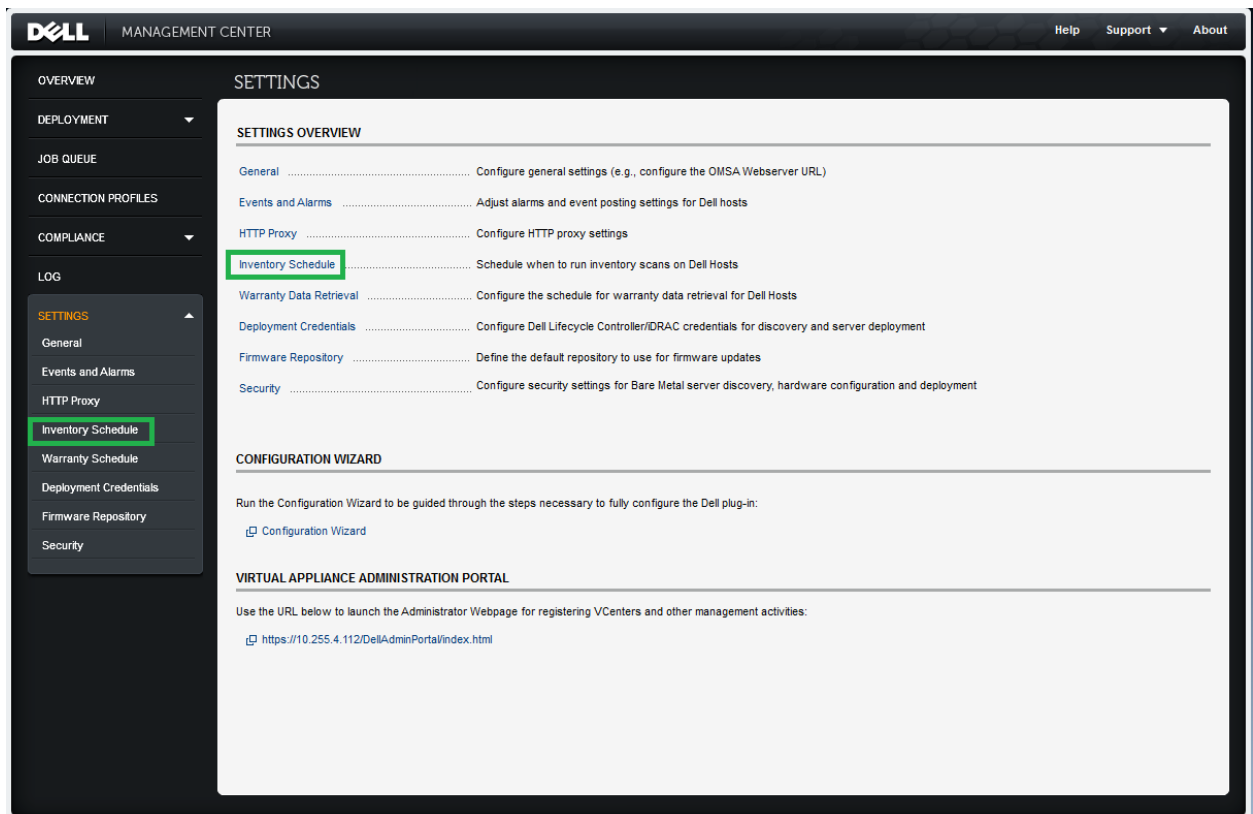 DELL MANAGEMENT CENTER
Help Support About
OVERVIEW
DEPLOYMENT
JOB QUEUE
CONNECTION PROFILES
COMPLIANCE
LOG
SETTINGS
General
Events and Alarms
HTTP Proxy
Inventory Schedule
Warranty Schedule
Deployment Credentials
Firmware Repository
Security
SETTINGS
SETTINGS OVERVIEW
General ........................ Configure general settings (e.g., configure the OMSA Webserver URL)
Events and Alarms ........................ Adjust alarms and event posting settings for Dell hosts
HTTP Proxy ........................ Configure HTTP proxy settings
Inventory Schedule ........................ Schedule when to run inventory scans on Dell Hosts
Warranty Data Retrieval ........................ Configure the schedule for warranty data retrieval for Dell Hosts
Deployment Credentials ........................ Configure Dell Lifecycle Controller/iDRAC credentials for discovery and server deployment
Firmware Repository ........................ Define the default repository to use for firmware updates
Security ........................ Configure security settings for Bare Metal server discovery, hardware configuration and deployment
CONFIGURATION WIZARD
Run the Configuration Wizard to be guided through the steps necessary to fully configure the Dell plug-in:
Configuration Wizard
VIRTUAL APPLIANCE ADMINISTRATION PORTAL
Use the URL below to launch the Administrator Webpage for registering VCenters and other management activities:
https://10.255.4.112/DellAdminPortal/index.html